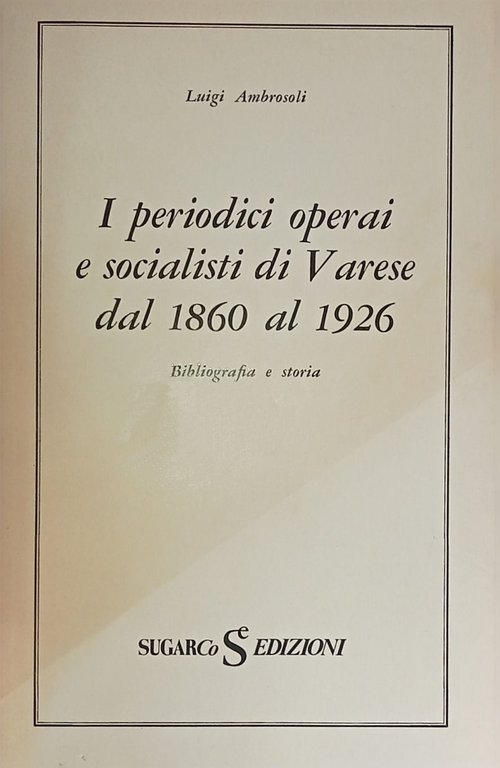 Luigi Ambrosoli
I periodici operai
e socialisti di Varese
dal 1860 al 1926
Bibliografia e storia
SUGARCo Se EDIZIONI